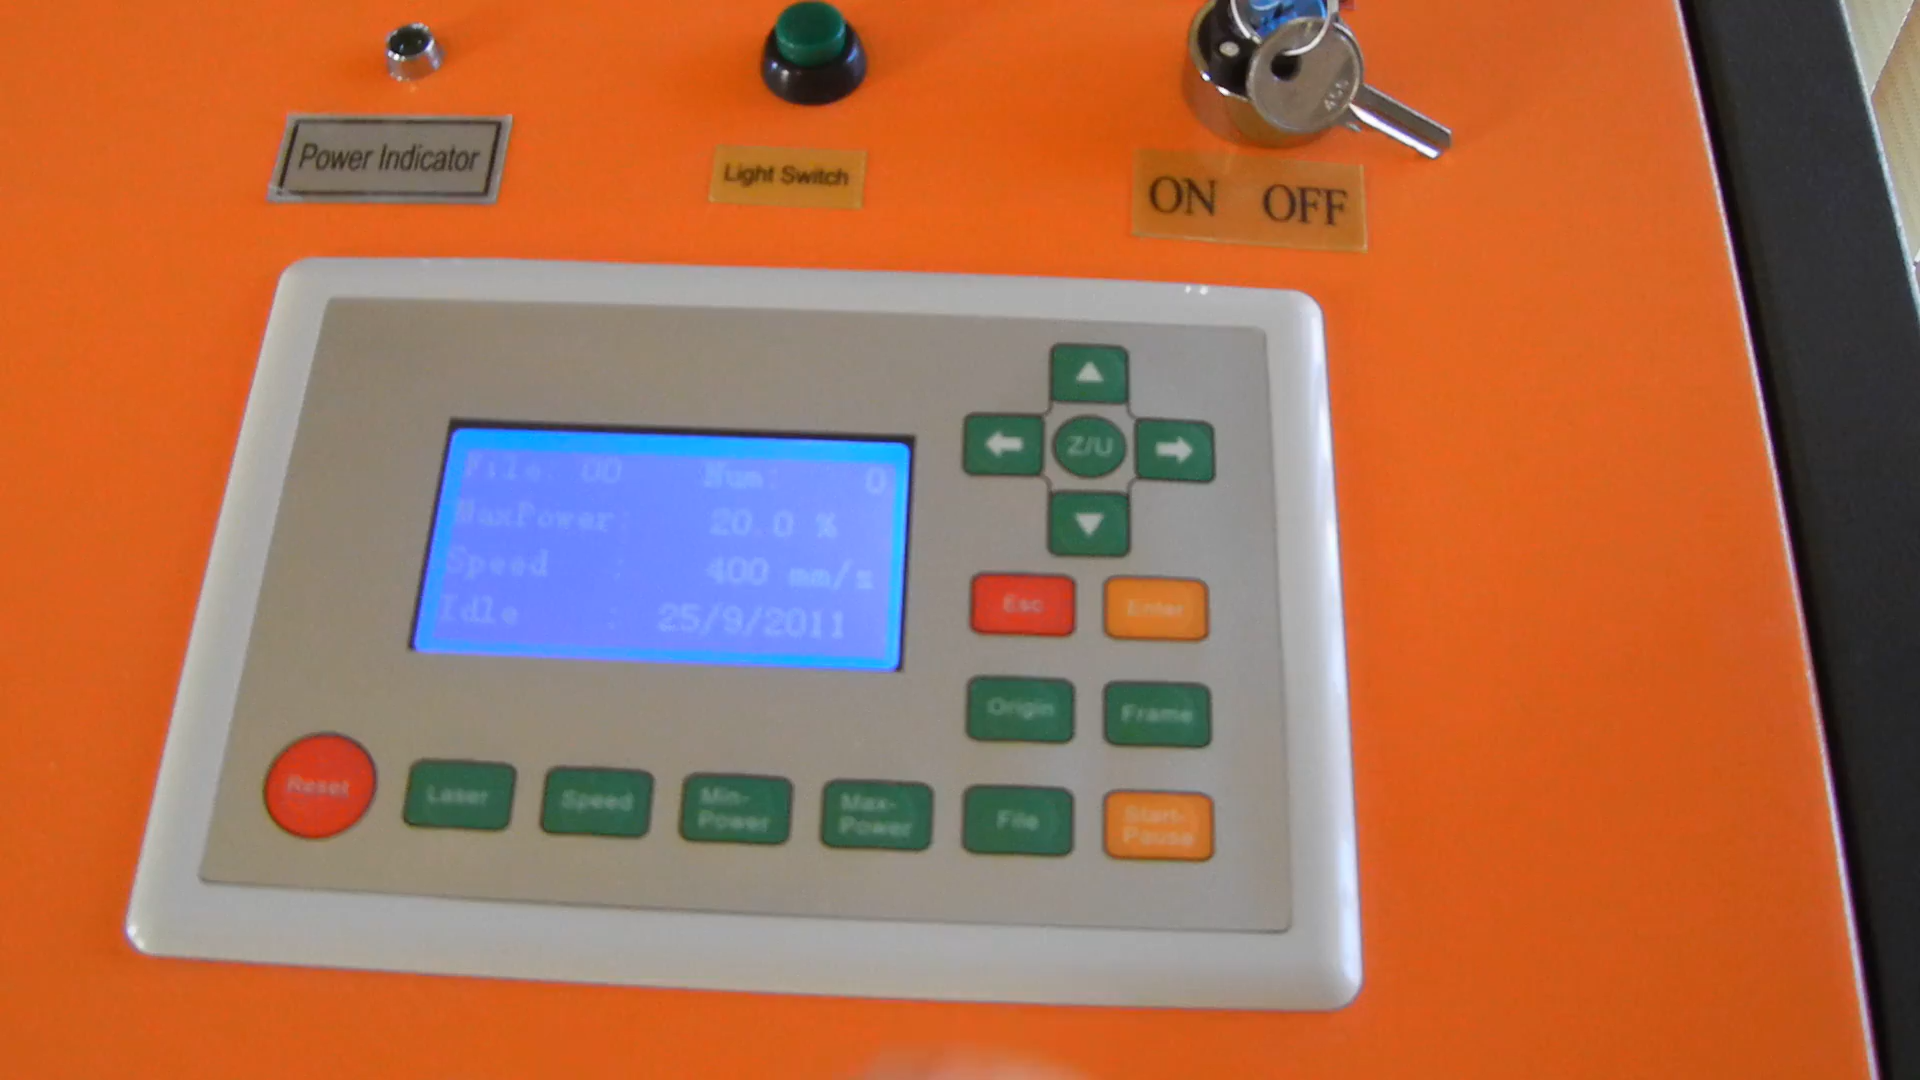 Power Indicator
Light Switch
ON OFF
File: 00 Num: 0
MaxPower: 20.0 %
Speed : 400 mm/s
Idle : 25/9/2011
Z/U
Esc
Enter
Origin
Frame
Reset
Laser
Speed
Min-
Power
Max-
Power
File
Start-
Pause